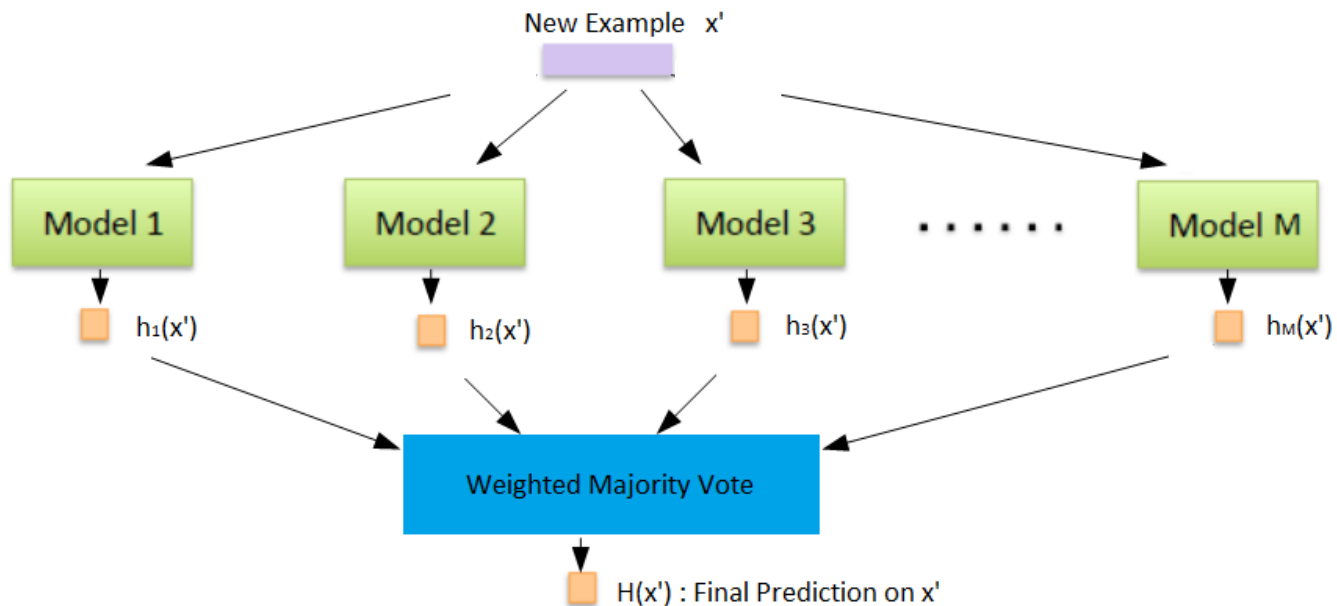 New Example x'
Model 1
Model 2
Model 3
......
Model M
h₁(x')
h₂(x')
h₃(x')
hM(x')
Weighted Majority Vote
H(x') : Final Prediction on x'